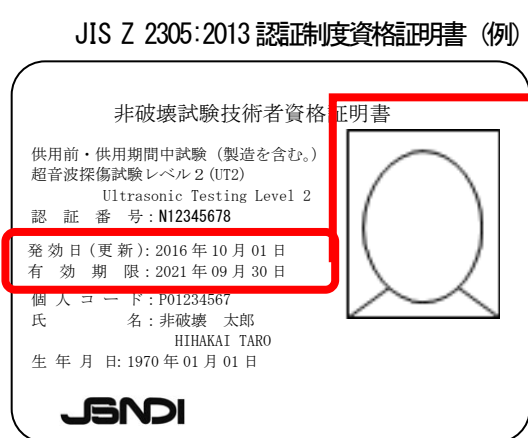 JIS Z 2305:2013 認証制度資格証明書 (例)
非破壊試験技術者資格証明書
供用前・供用期間中試験（製造を含む。）
超音波探傷試験レベル２(UT2)
Ultrasonic Testing Level 2
認 証 番 号：N12345678
発効日(更新)：2016年10月01日
有 効 期 限：2021年09月30日
個人コード：P01234567
氏 名：非破壊 太郎
HIHAKAI TARO
生年月日：1970年01月01日
JSNDI